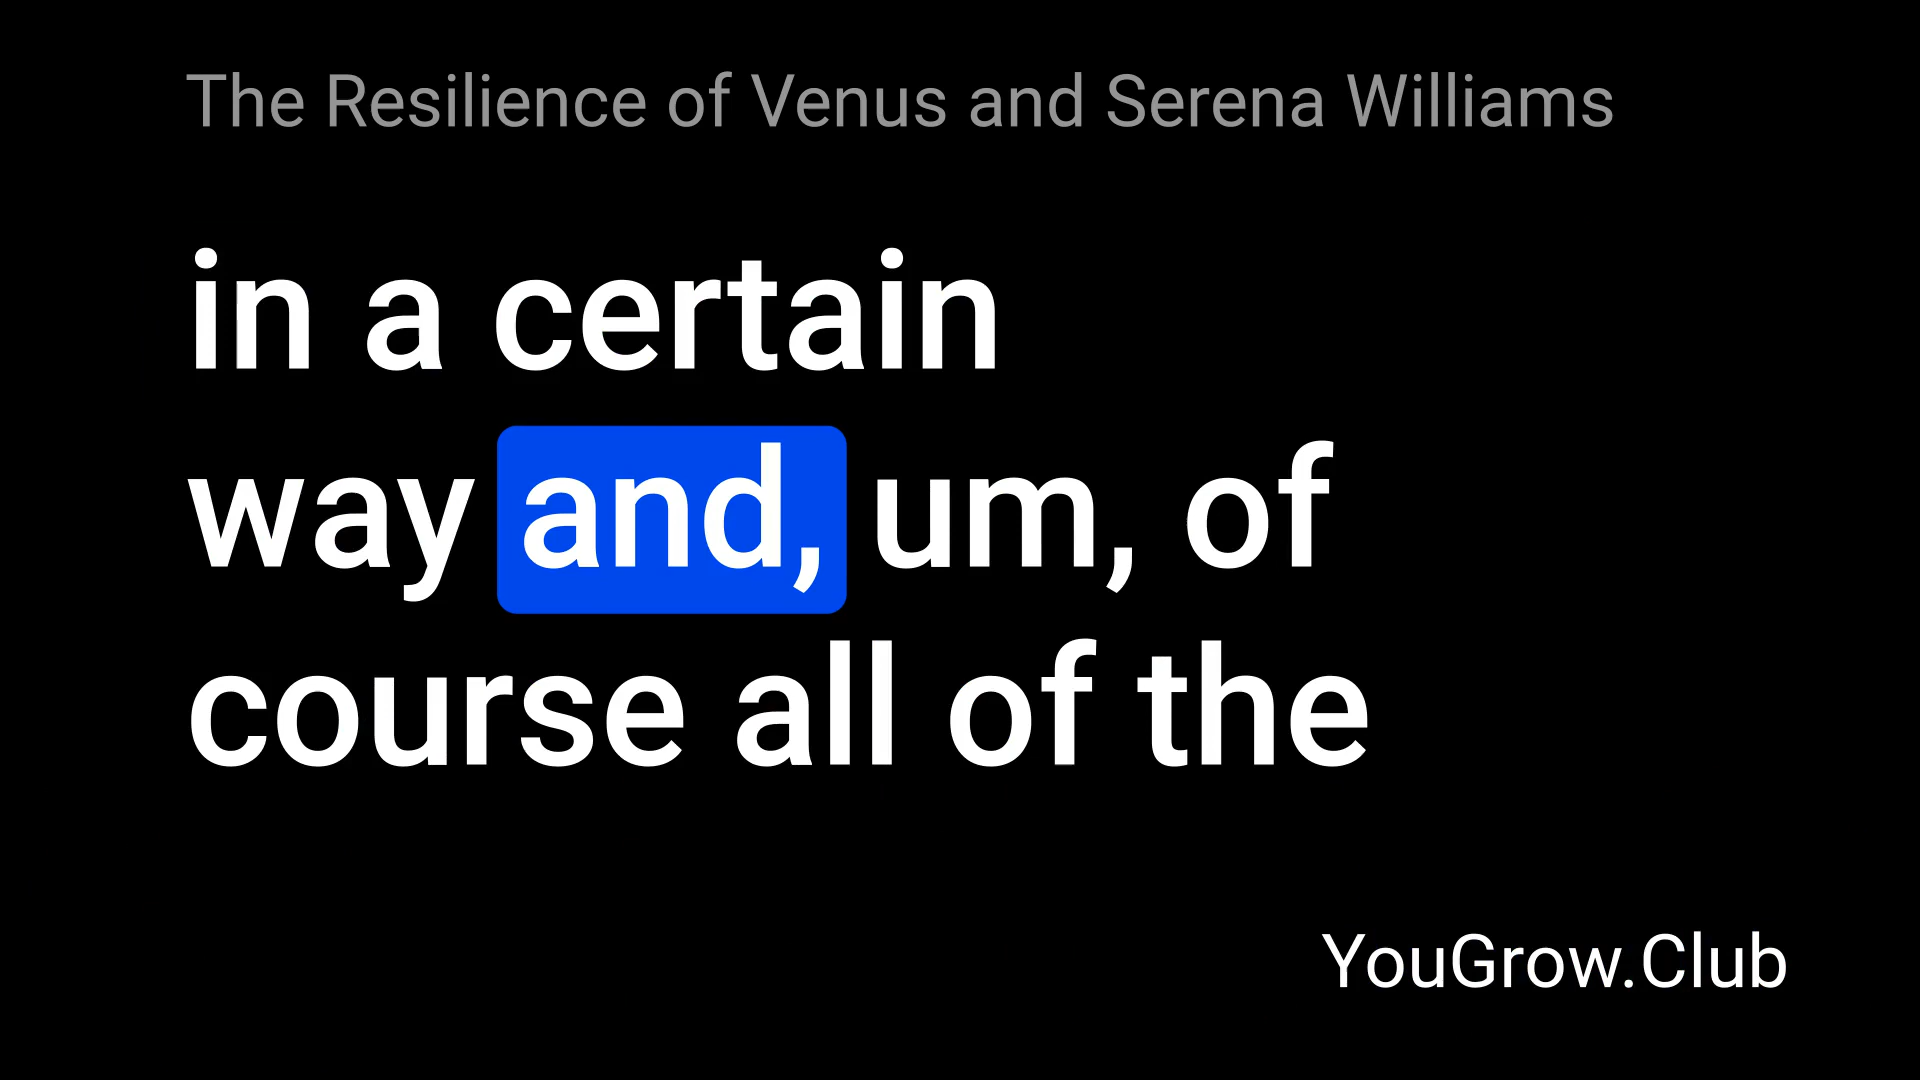 The Resilience of Venus and Serena Williams
in a certain
way and, um, of
course all of the
YouGrow.Club